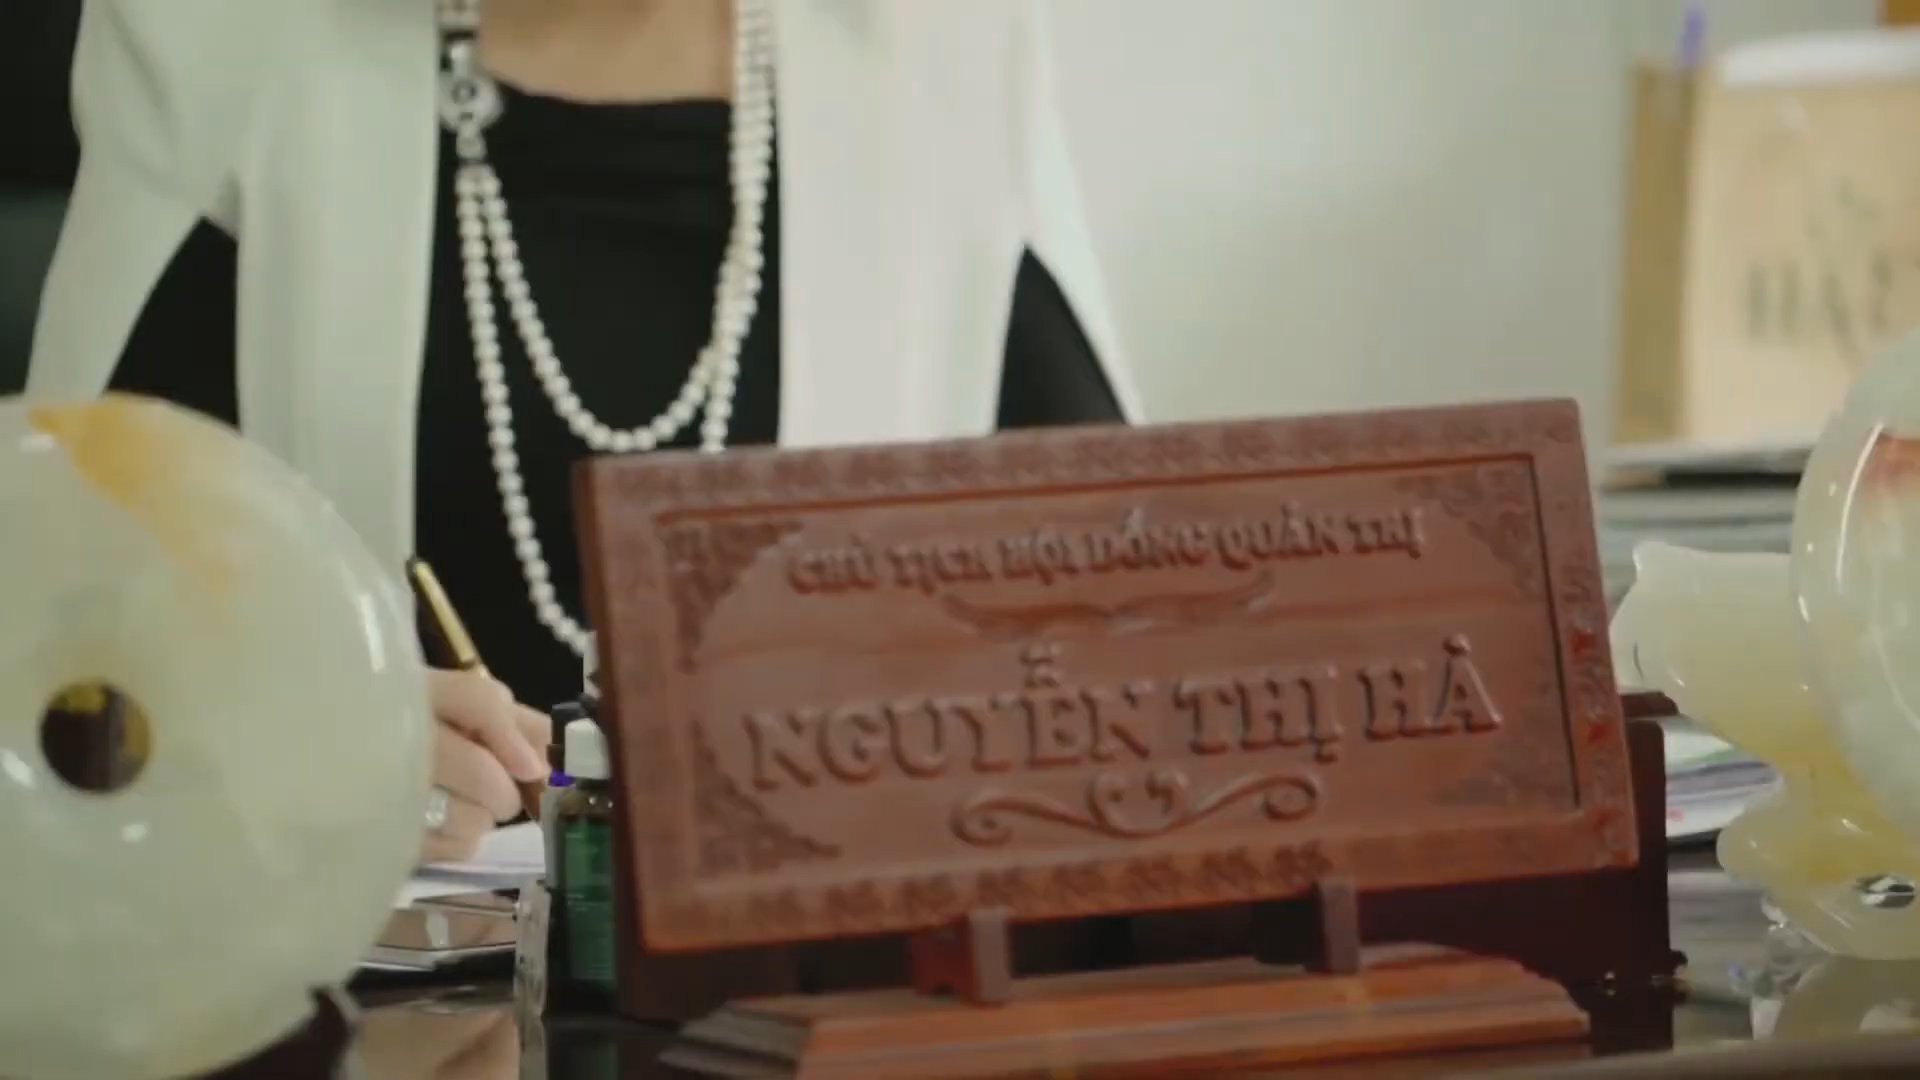 CHỦ TỊCH HỘI ĐỒNG QUẢN TRỊ
NGUYỄN THỊ HÀ